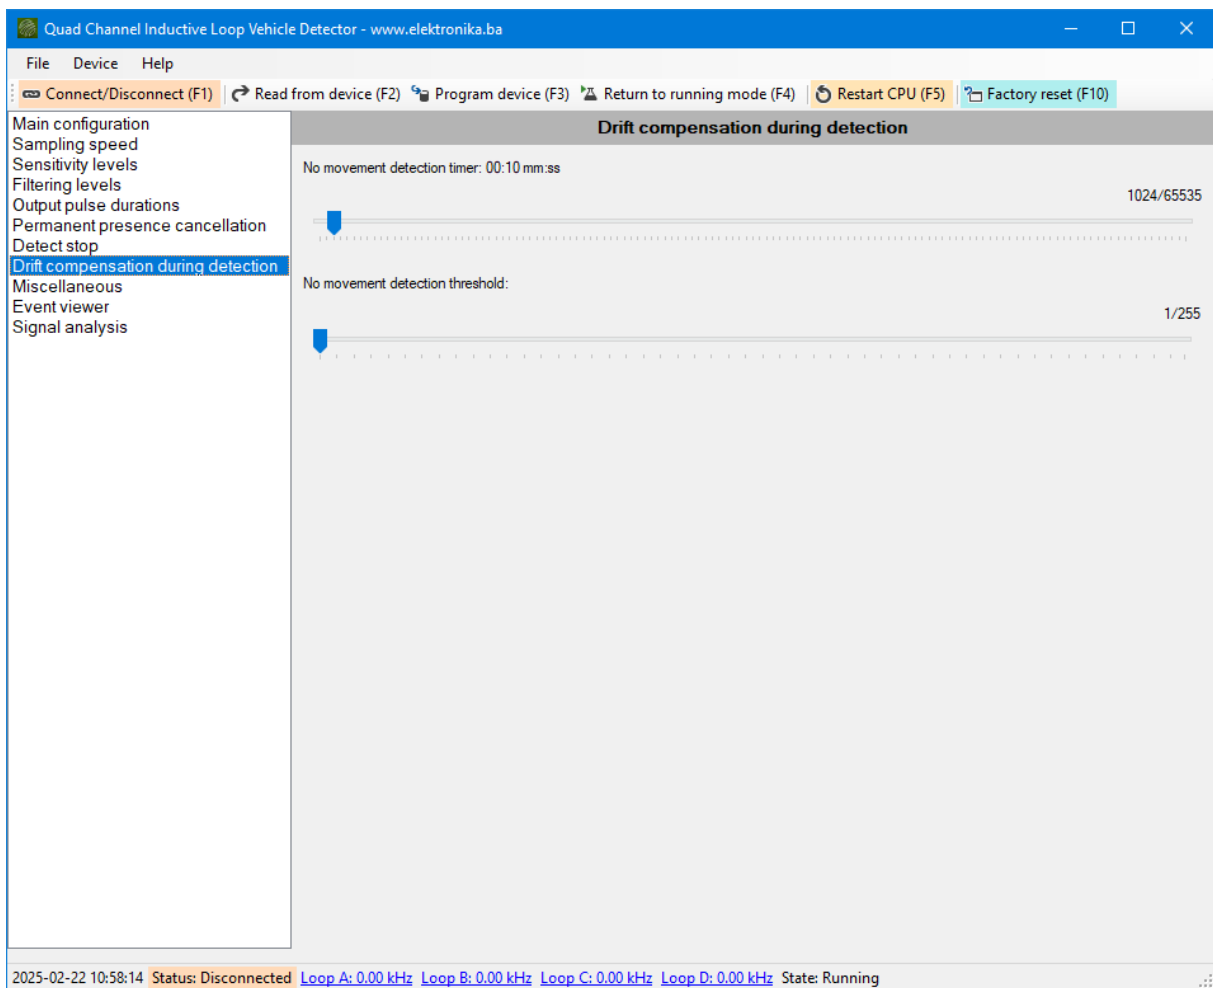 Quad Channel Inductive Loop Vehicle Detector - www.elektronika.ba
File Device Help
Connect/Disconnect (F1) Read from device (F2) Program device (F3) Return to running mode (F4) Restart CPU (F5) Factory reset (F10)
Main configuration
Sampling speed
Sensitivity levels
Filtering levels
Output pulse durations
Permanent presence cancellation
Detect stop
Drift compensation during detection
Miscellaneous
Event viewer
Signal analysis
Drift compensation during detection
No movement detection timer: 00:10 mm:ss
1024/65535
No movement detection threshold:
1/255
2025-02-22 10:58:14 Status: Disconnected Loop A: 0.00 kHz Loop B: 0.00 kHz Loop C: 0.00 kHz Loop D: 0.00 kHz State: Running